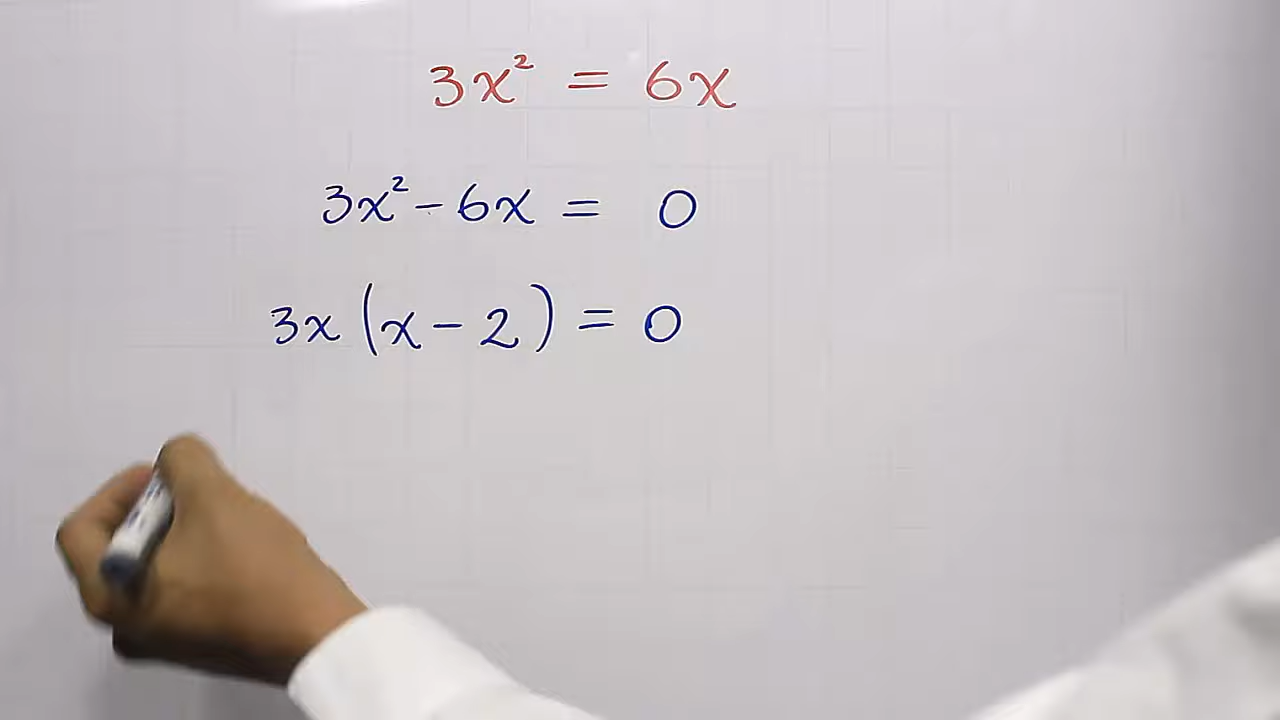 3x² = 6x
3x² - 6x = 0
3x (x - 2) = 0